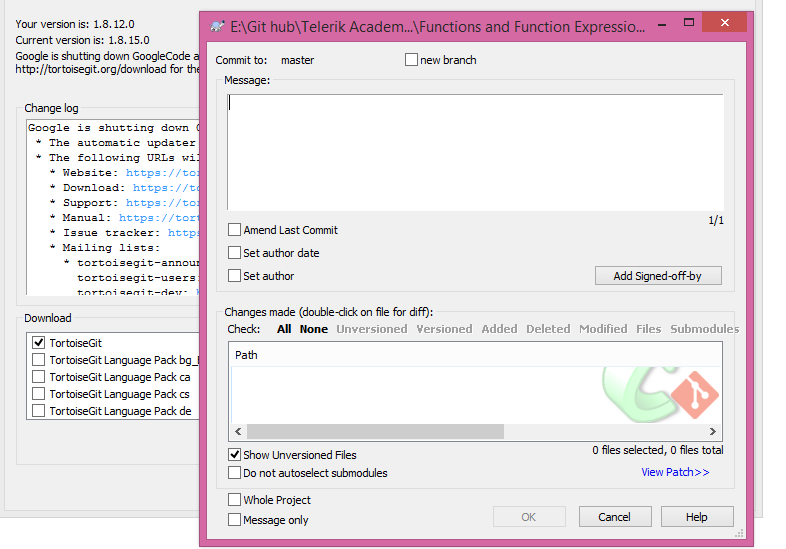 Your version is: 1.8.12.0
Current version is: 1.8.15.0
Google is shutting down GoogleCode a
http://tortoisegit.org/download for the
Change log
Google is shutting down
* The automatic updater
* The following URLs wil
* Website: https://tor
* Download: https://to
* Support: https://tor
* Manual: https://tort
* Issue tracker: https
* Mailing lists:
* tortoisegit-announ
tortoisegit-users:
tortoisegit-dev:
Download
TortoiseGit
TortoiseGit Language Pack bg_
TortoiseGit Language Pack ca
TortoiseGit Language Pack cs
TortoiseGit Language Pack de
E:\Git hub\Telerik Academ...\Functions and Function Expressio...
Commit to: master
new branch
Message:
1/1
Amend Last Commit
Set author date
Set author
Add Signed-off-by
Changes made (double-click on file for diff):
Check: All None Unversioned Versioned Added Deleted Modified Files Submodules
Path
Show Unversioned Files
0 files selected, 0 files total
Do not autoselect submodules
View Patch>>
Whole Project
Message only
OK
Cancel
Help